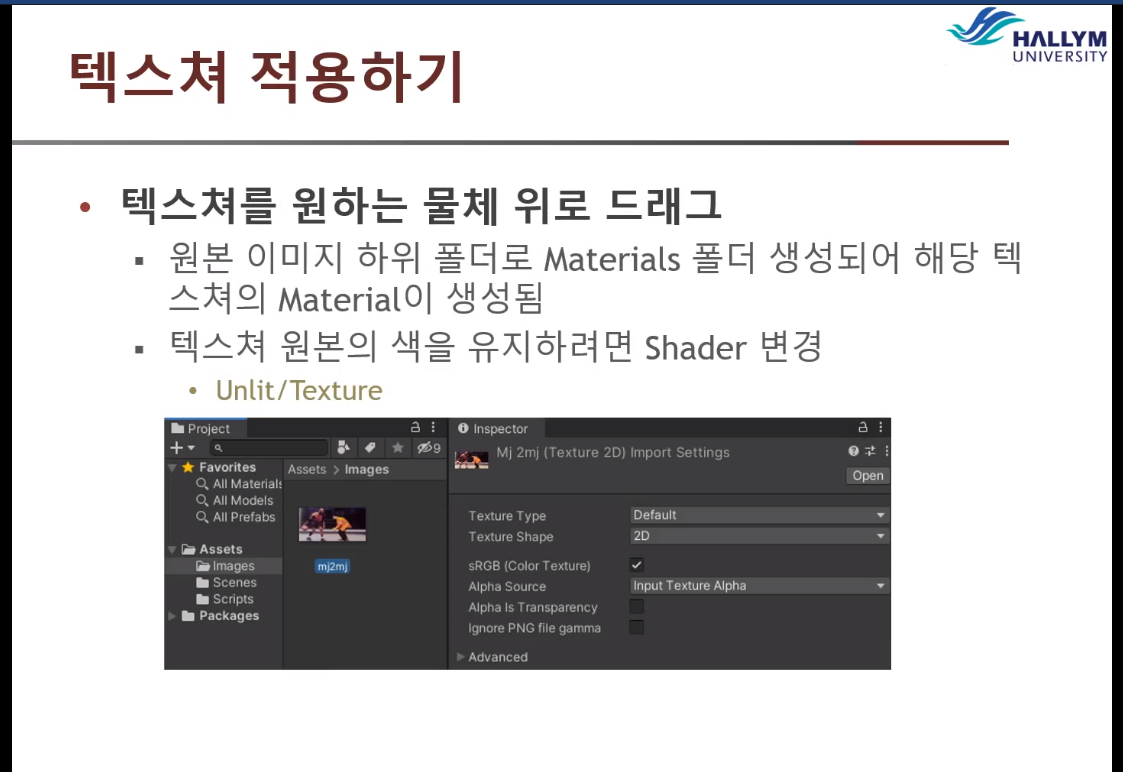 HALLYM
UNIVERSITY
텍스쳐 적용하기
• 텍스쳐를 원하는 물체 위로 드래그
▪ 원본 이미지 하위 폴더로 Materials 폴더 생성되어 해당 텍
스쳐의 Material이 생성됨
▪ 텍스쳐 원본의 색을 유지하려면 Shader 변경
• Unlit/Texture
Project
9
Favorites
All Materials
All Models
All Prefabs
Assets
Images
Scenes
Scripts
Packages
Assets > Images
mj2mj
Inspector
Mj 2mj (Texture 2D) Import Settings
Open
Texture Type Default
Texture Shape 2D
sRGB (Color Texture)
Alpha Source Input Texture Alpha
Alpha Is Transparency
Ignore PNG file gamma
Advanced